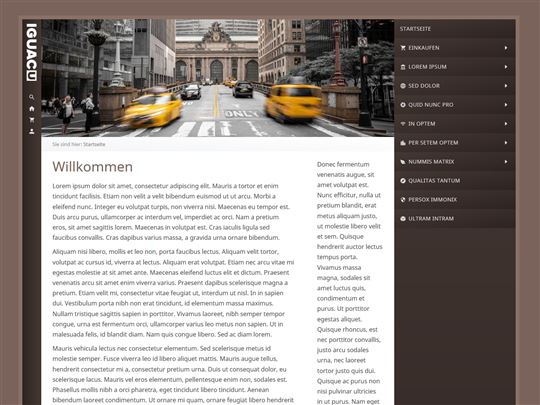 IGUACU
ONLY
Sie sind hier: Startseite
Willkommen
Lorem ipsum dolor sit amet, consectetur adipiscing elit. Mauris a tortor et enim
tincidunt facilisis. Etiam non velit a velit bibendum euismod ut ut arcu. Morbi a
eleifend nunc. Integer eu volutpat turpis, non viverra nisi. Maecenas eu tempor est.
Duis arcu purus, ullamcorper ac interdum vel, imperdiet ac orci. Nam a pretium
eros, sit amet sagittis lorem. Vivamus in volutpat est. Cras iaculis ligula sed
faucibus convallis. Cras dapibus varius massa, a gravida urna ornare bibendum.
Aliquam nisi libero, mollis et leo non, porta faucibus lectus. Aliquam velit tortor,
volutpat ac cursus id, viverra at lectus. Aliquam erat volutpat. Etiam nec arcu vitae mi
egestas molestie at sit amet ante. Maecenas eleifend luctus elit et dictum. Praesent
venenatis arcu sit amet enim viverra varius. Praesent dapibus scelerisque magna a
pretium. Etiam velit mi, consectetur vitae feugiat ut, interdum ut nisl. In in sapien
dui. Vestibulum porta nibh non erat tincidunt, id elementum massa maximus.
Nullam tristique sagittis sapien in porttitor. Vivamus laoreet, nibh semper tempor
congue, urna est fermentum orci, ullamcorper varius leo metus non sapien. Ut in
malesuada felis, id blandit diam. Nam quis congue libero. Sed ac diam lorem.
Mauris vehicula lectus nec consectetur elementum. Sed scelerisque metus id
molestie semper. Fusce viverra leo id libero aliquet mattis. Mauris augue tellus,
hendrerit consectetur mi a, consectetur pretium urna. Duis ut consequat dolor, eu
scelerisque lacus. Mauris vel eros elementum, pellentesque enim non, sodales est.
Phasellus mollis nibh a orci pharetra, eget tincidunt libero tincidunt. Aenean
bibendum laoreet condimentum. Ut at mi ornare quam fringilla libero hendrerit
Donec fermentum
venenatis augue, sit
amet volutpat est.
Nunc efficitur, nulla ut
pretium blandit, erat
metus aliquam justo,
ut molestie libero velit
et sem. Quisque
hendrerit auctor lectus
tempus porta.
Vivamus massa
magna, sodales sit
amet luctus quis,
condimentum et
purus. Ut porttitor
egestas aliquet.
Quisque rhoncus, est
nec porttitor convallis,
justo arcu sodales
urna, nec laoreet
tortor justo quis dui.
Quisque ac purus non
nisi pulvinar ultricies
in ut purus. Nam eget
STARTSEITE
EINKAUFEN
LOREM IPSUM
SED DOLOR
QUID NUNC PRO
IN OPTEM
PER SETEM OPTEM
NUMMIS MATRIX
QUALITAS TANTUM
PERSOX IMMONIX
ULTRAM INTRAM